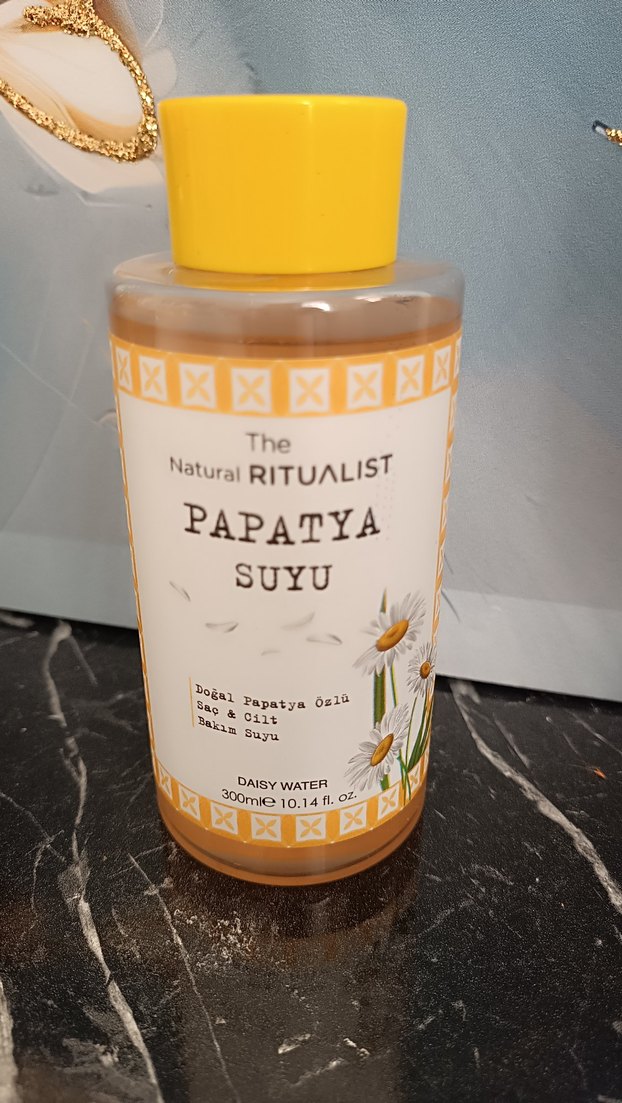 The
Natural RITUALIST
PAPATYA
SUYU
Doğal Papatya Özlü
Saç & Cilt
Bakım Suyu
DAISY WATER
300ml℮ 10.14 fl. oz.